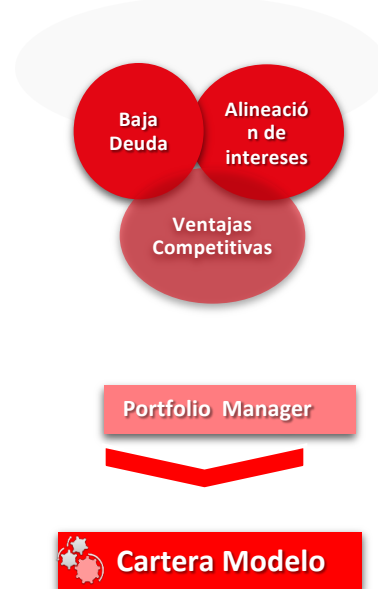 Baja
Deuda
Alineació
n de
intereses
Ventajas
Competitivas
Portfolio Manager
Cartera Modelo